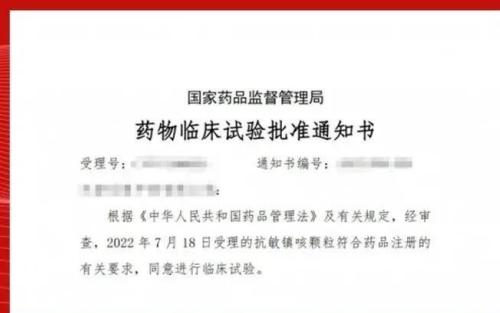 国家药品监督管理局
药物临床试验批准通知书
受理号：
通知书编号：
根据《中华人民共和国药品管理法》及有关规定，经审
查，2022 年 7 月 18 日受理的抗敏镇咳颗粒符合药品注册的
有关要求，同意进行临床试验。